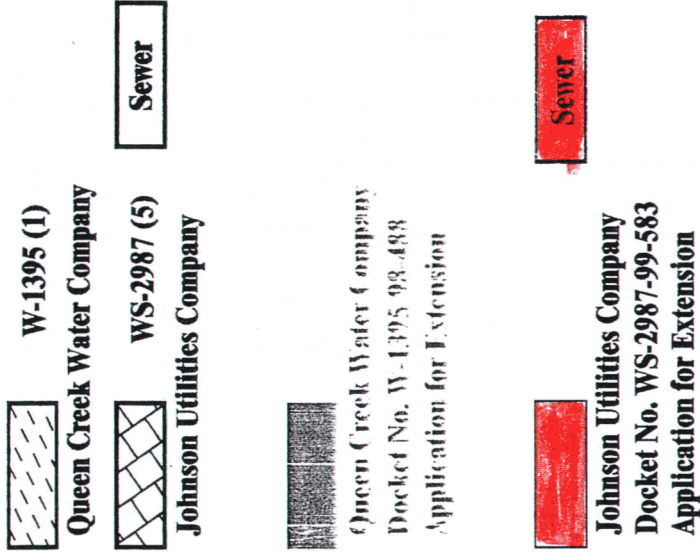 W-1395 (1)
Queen Creek Water Company
WS-2987 (5)
Sewer
Johnson Utilities Company
Queen Creek Water Company
Docket No. W-1395-98-488
Application for Extension
Sewer
Johnson Utilities Company
Docket No. WS-2987-99-583
Application for Extension